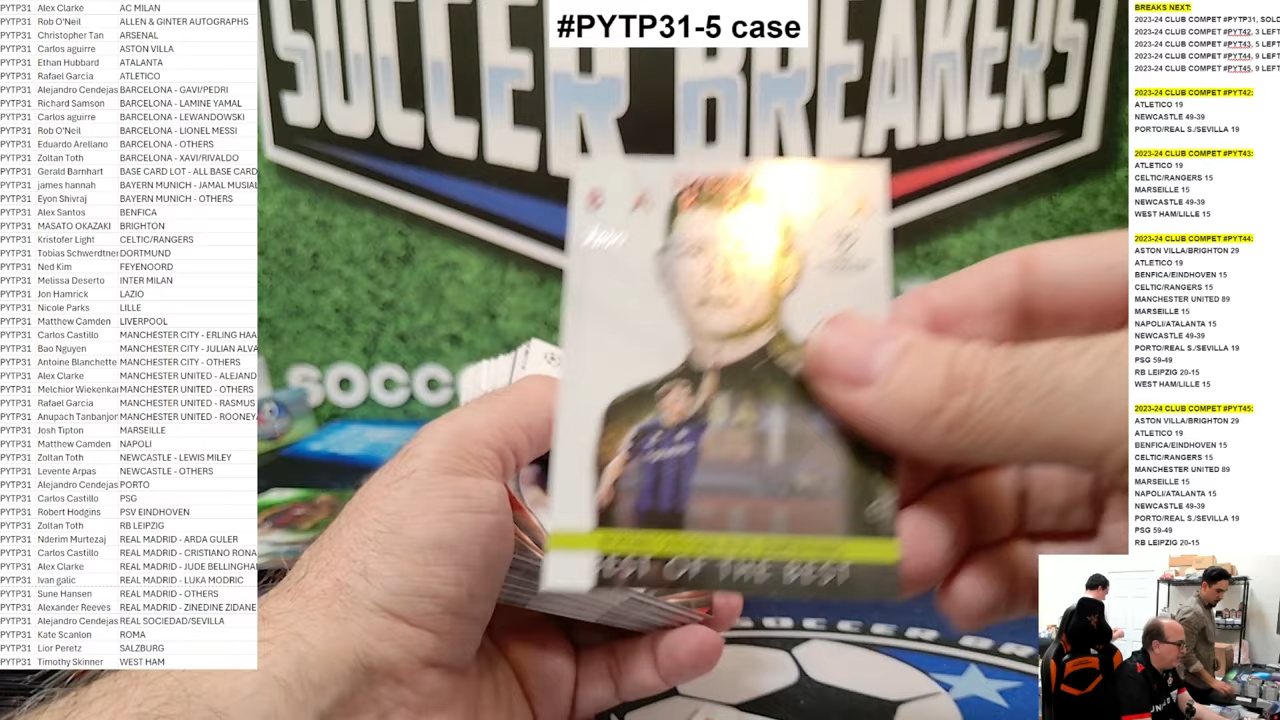 #PYTP31-5 case
SOCCER BREAKERS
PYTP31 Alex Clarke AC MILAN
PYTP31 Rob O'Neil ALLEN & GINTER AUTOGRAPHS
PYTP31 Christopher Tan ARSENAL
PYTP31 Carlos aguirre ASTON VILLA
PYTP31 Ethan Hubbard ATALANTA
PYTP31 Rafael Garcia ATLETICO
PYTP31 Alejandro Cendejas BARCELONA - GAVI/PEDRI
PYTP31 Richard Samson BARCELONA - LAMINE YAMAL
PYTP31 Carlos aguirre BARCELONA - LEWANDOWSKI
PYTP31 Rob O'Neil BARCELONA - LIONEL MESSI
PYTP31 Eduardo Arellano BARCELONA - OTHERS
PYTP31 Zoltan Toth BARCELONA - XAVI/RIVALDO
PYTP31 Gerald Barnhart BASE CARD LOT - ALL BASE CARD
PYTP31 james hannah BAYERN MUNICH - JAMAL MUSIAL
PYTP31 Eyon Shivraj BAYERN MUNICH - OTHERS
PYTP31 Alex Santos BENFICA
PYTP31 MASATO OKAZAKI BRIGHTON
PYTP31 Kristofer Light CELTIC/RANGERS
PYTP31 Tobias Schwerdtner DORTMUND
PYTP31 Ned Kim FEYENOORD
PYTP31 Melissa Deserto INTER MILAN
PYTP31 Jon Hamrick LAZIO
PYTP31 Nicole Parks LILLE
PYTP31 Matthew Camden LIVERPOOL
PYTP31 Carlos Castillo MANCHESTER CITY - ERLING HAA
PYTP31 Bao Nguyen MANCHESTER CITY - JULIAN ALVA
PYTP31 Antoine Blanchette MANCHESTER CITY - OTHERS
PYTP31 Alex Clarke MANCHESTER UNITED - ALEJAND
PYTP31 Melchior Wiekenka MANCHESTER UNITED - OTHERS
PYTP31 Rafael Garcia MANCHESTER UNITED - RASMUS
PYTP31 Anupach Tanbanjor MANCHESTER UNITED - ROONEY
PYTP31 Josh Tipton MARSEILLE
PYTP31 Matthew Camden NAPOLI
PYTP31 Zoltan Toth NEWCASTLE - LEWIS MILEY
PYTP31 Levente Arpas NEWCASTLE - OTHERS
PYTP31 Alejandro Cendejas PORTO
PYTP31 Carlos Castillo PSG
PYTP31 Robert Hodgins PSV EINDHOVEN
PYTP31 Zoltan Toth RB LEIPZIG
PYTP31 Nderim Murtezaj REAL MADRID - ARDA GULER
PYTP31 Carlos Castillo REAL MADRID - CRISTIANO RONA
PYTP31 Alex Clarke REAL MADRID - JUDE BELLINGHA
PYTP31 Ivan galic REAL MADRID - LUKA MODRIC
PYTP31 Sune Hansen REAL MADRID - OTHERS
PYTP31 Alexander Reeves REAL MADRID - ZINEDINE ZIDANE
PYTP31 Alejandro Cendejas REAL SOCIEDAD/SEVILLA
PYTP31 Kate Scanlon ROMA
PYTP31 Lior Peretz SALZBURG
PYTP31 Timothy Skinner WEST HAM
SOCC
BEST OF THE BEST
SOCCER BR
BREAKS NEXT:
2023-24 CLUB COMPET #PYTP31, SOLD
2023-24 CLUB COMPET #PYT42, 3 LEFT
2023-24 CLUB COMPET #PYT43, 5 LEFT
2023-24 CLUB COMPET #PYT44, 9 LEFT
2023-24 CLUB COMPET #PYT45, 9 LEFT
2023-24 CLUB COMPET #PYT42:
ATLETICO 19
NEWCASTLE 49-39
PORTO/REAL S./SEVILLA 19
2023-24 CLUB COMPET #PYT43:
ATLETICO 19
CELTIC/RANGERS 15
MARSEILLE 15
NEWCASTLE 49-39
WEST HAM/LILLE 15
2023-24 CLUB COMPET #PYT44:
ASTON VILLA/BRIGHTON 29
ATLETICO 19
BENFICA/EINDHOVEN 15
CELTIC/RANGERS 15
MANCHESTER UNITED 89
MARSEILLE 15
NAPOLI/ATALANTA 15
NEWCASTLE 49-39
PORTO/REAL S./SEVILLA 19
PSG 59-49
RB LEIPZIG 20-15
WEST HAM/LILLE 15
2023-24 CLUB COMPET #PYT45:
ASTON VILLA/BRIGHTON 29
ATLETICO 19
BENFICA/EINDHOVEN 15
CELTIC/RANGERS 15
MANCHESTER UNITED 89
MARSEILLE 15
NAPOLI/ATALANTA 15
NEWCASTLE 49-39
PORTO/REAL S./SEVILLA 19
PSG 59-49
RB LEIPZIG 20-15